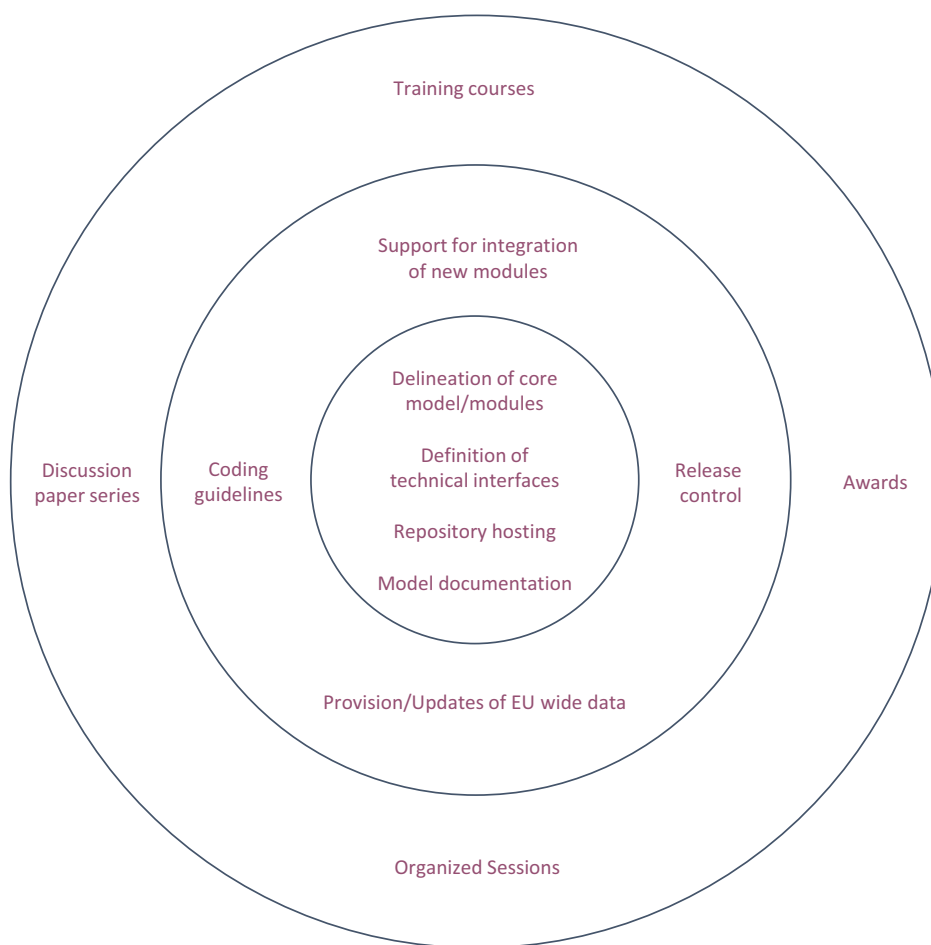 Training courses
Support for integration
of new modules
Delineation of core
model/modules
Definition of
technical interfaces
Repository hosting
Model documentation
Discussion
paper series
Coding
guidelines
Release
control
Awards
Provision/Updates of EU wide data
Organized Sessions